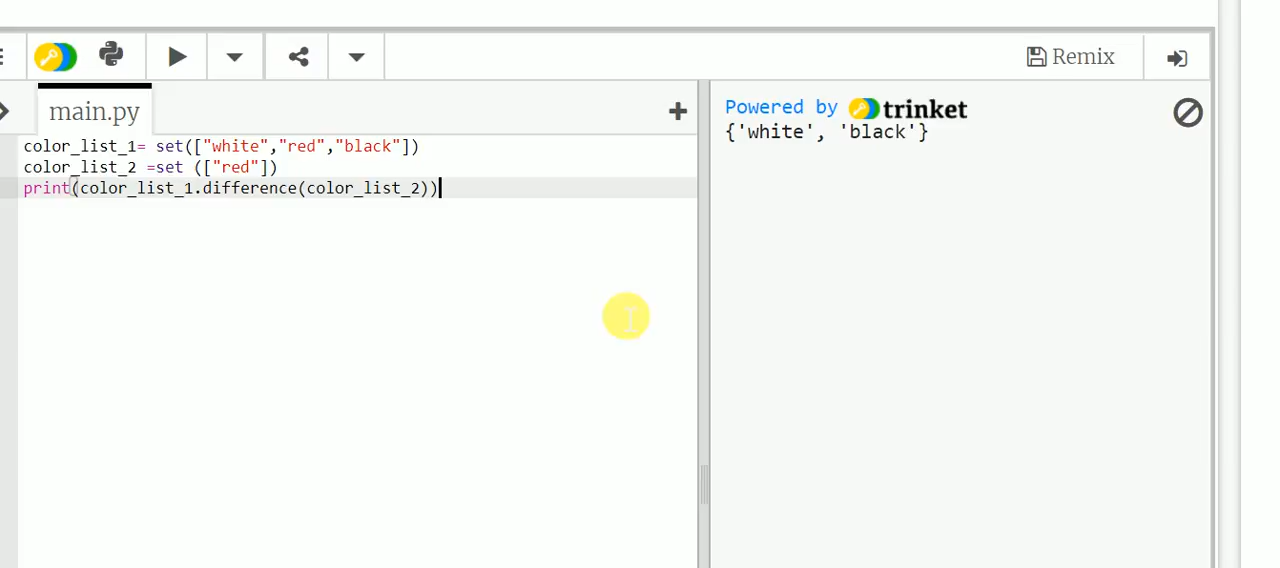 Remix
main.py
color_list_1= set(["white","red","black"])
color_list_2 =set (["red"])
print(color_list_1.difference(color_list_2))
Powered by trinket
{'white', 'black'}